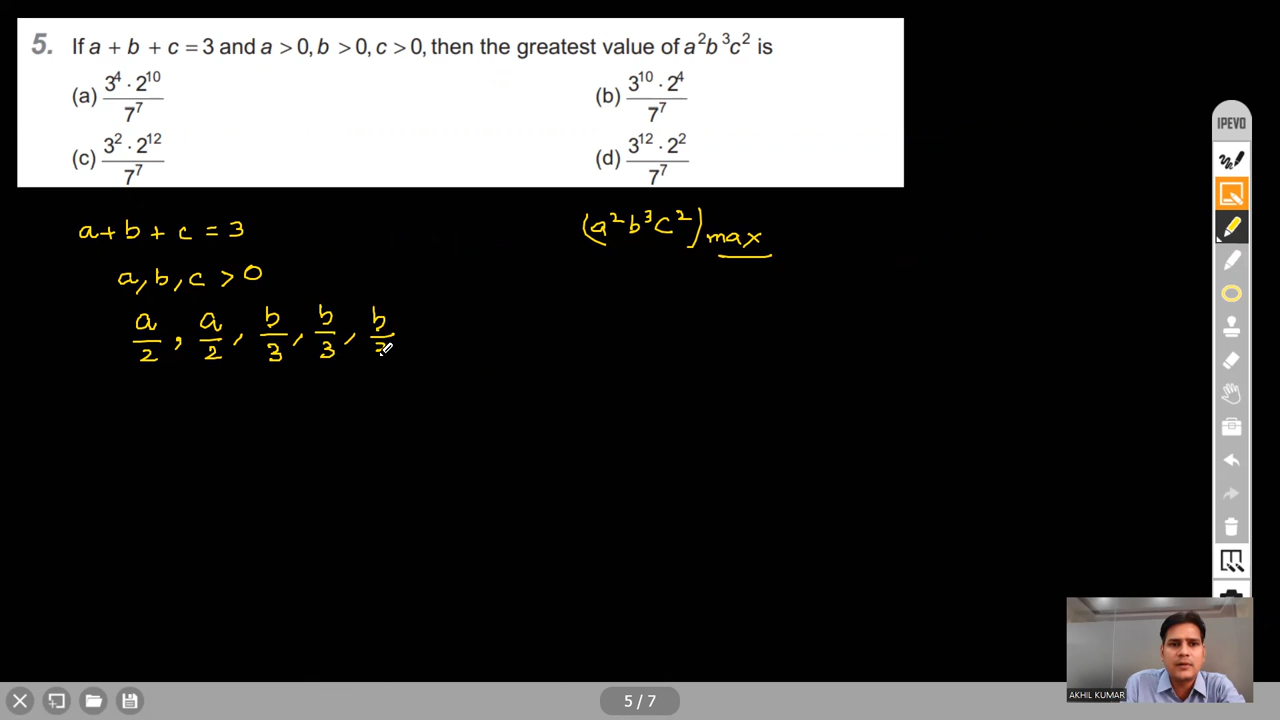 5. If a + b + c = 3 and a > 0, b > 0, c > 0, then the greatest value of a²b³c² is
(a) 3⁴ · 2¹⁰ / 7⁷
(b) 3¹⁰ · 2⁴ / 7⁷
(c) 3² · 2¹² / 7⁷
(d) 3¹² · 2² / 7⁷
a + b + c = 3
(a²b³c²) max
a, b, c > 0
a/2, a/2, b/3, b/3, b/3
IPEVO
AKHIL KUMAR
5 / 7